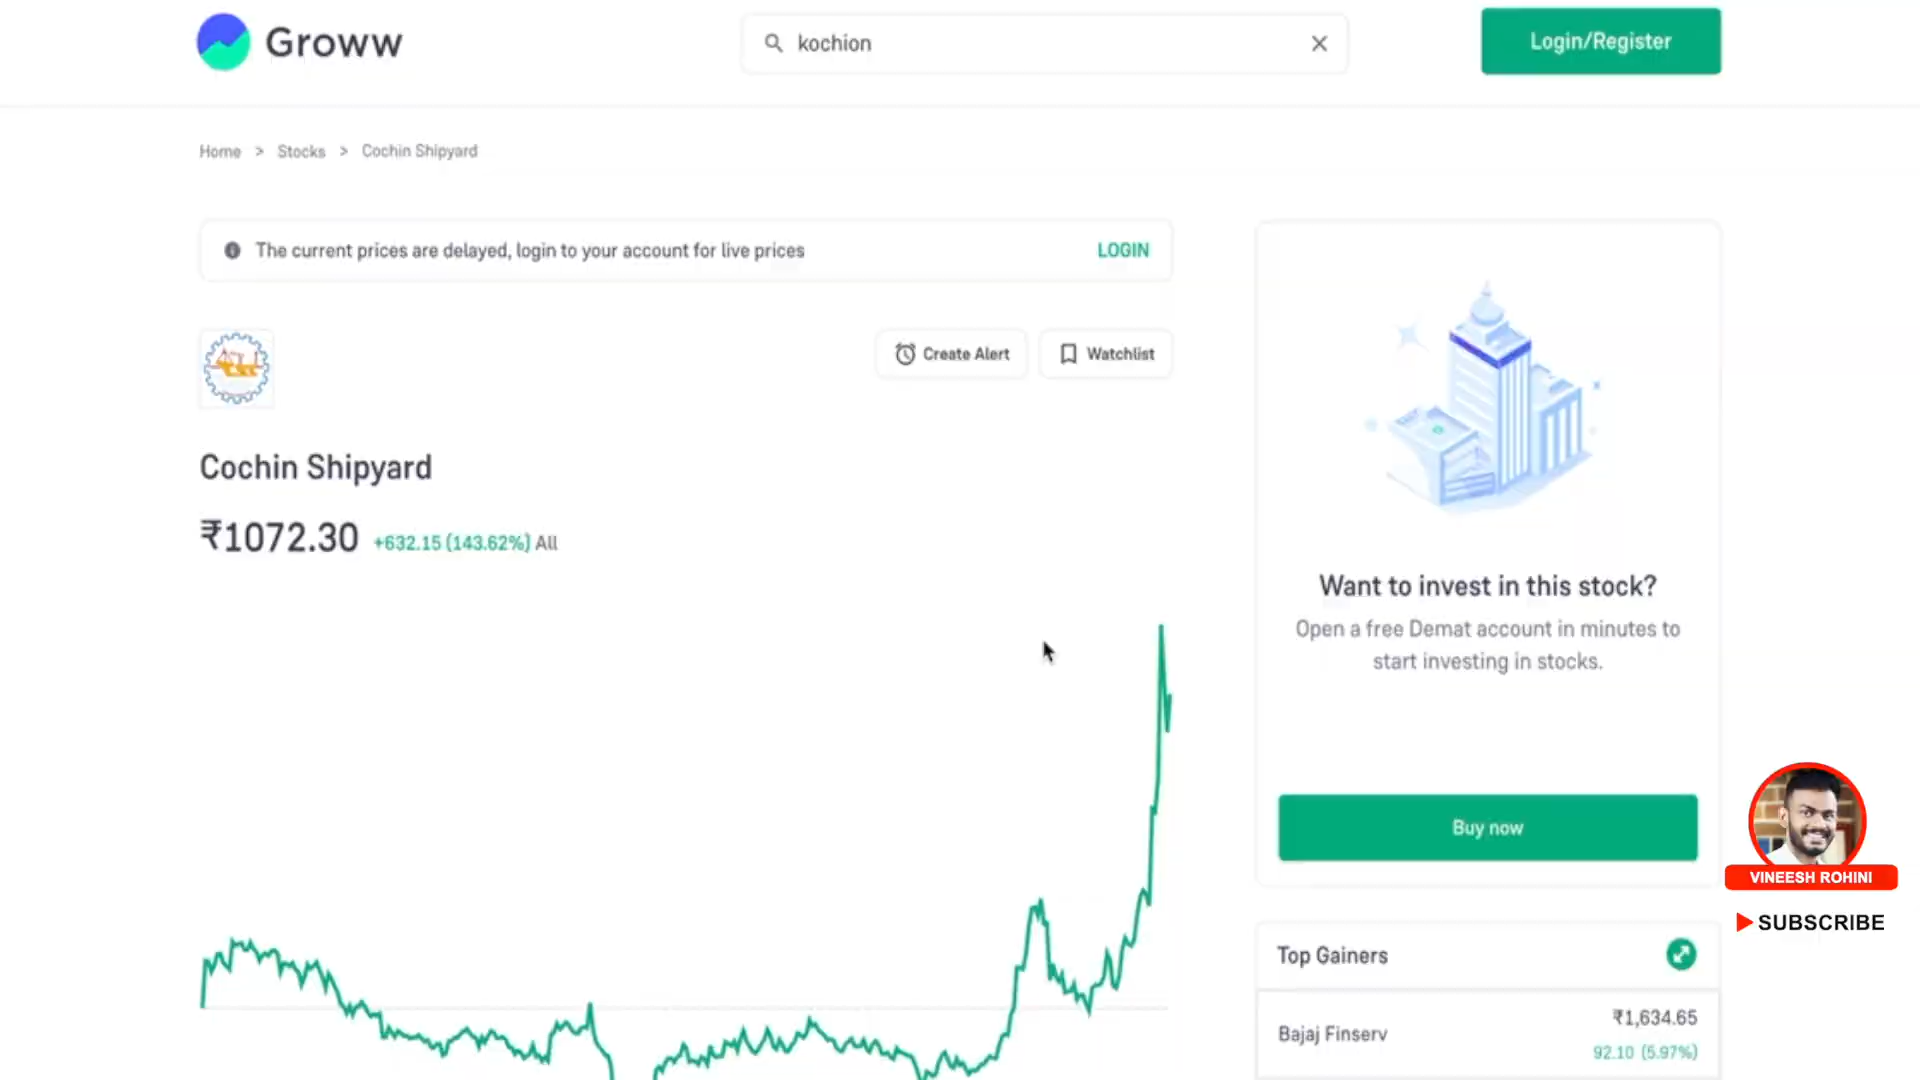 Groww
kochion
Login/Register
Home > Stocks > Cochin Shipyard
The current prices are delayed, login to your account for live prices
LOGIN
Create Alert
Watchlist
Cochin Shipyard
₹1072.30 +632.15 (143.62%) All
Want to invest in this stock?
Open a free Demat account in minutes to
start investing in stocks.
Buy now
VINEESH ROHINI
SUBSCRIBE
Top Gainers
Bajaj Finserv
₹1,634.65
92.10 (5.97%)